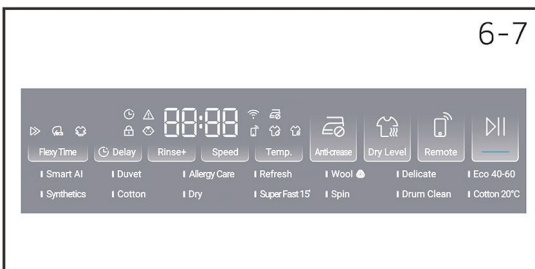 6-7
88:88
Flexy Time Delay Rinse+ Speed Temp. Anti-crease Dry Level Remote
Smart AI Duvet Allergy Care Refresh Wool Delicate Eco 40-60
Synthetics Cotton Dry Super Fast 15' Spin Drum Clean Cotton 20°C